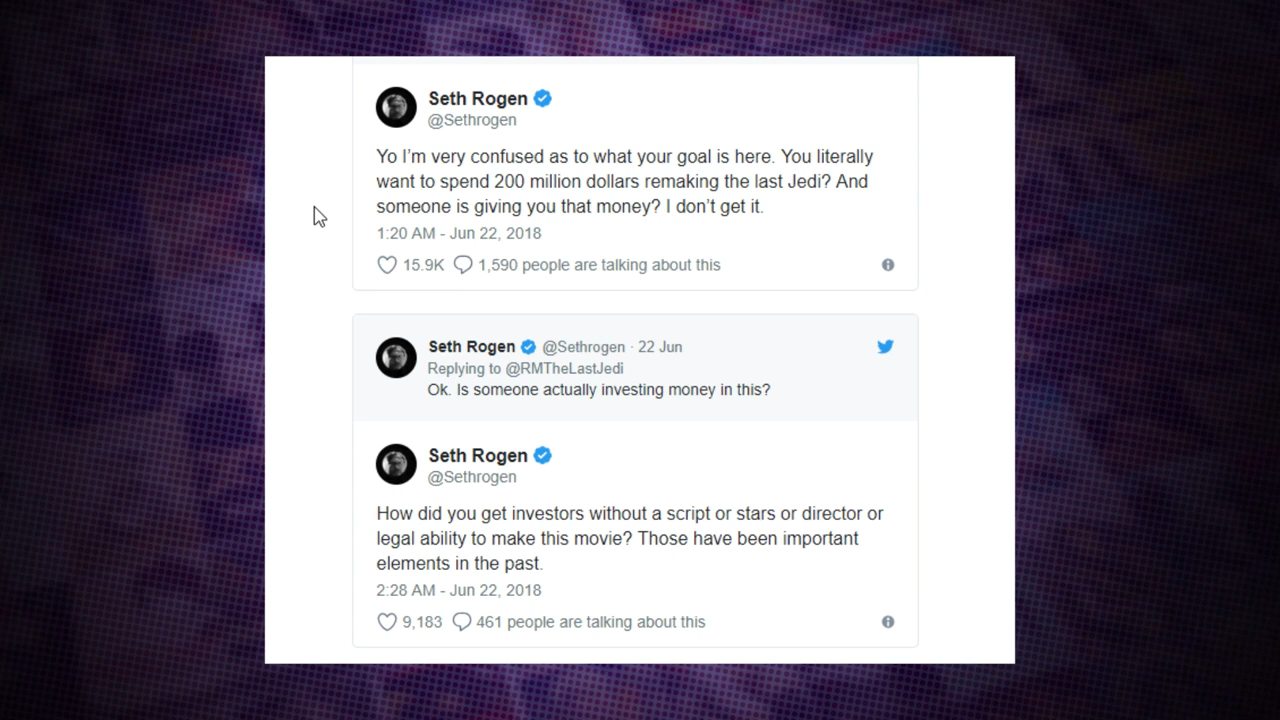 Seth Rogen
@Sethrogen
Yo I’m very confused as to what your goal is here. You literally
want to spend 200 million dollars remaking the last Jedi? And
someone is giving you that money? I don’t get it.
1:20 AM - Jun 22, 2018
15.9K 1,590 people are talking about this
Seth Rogen @Sethrogen · 22 Jun
Replying to @RMTheLastJedi
Ok. Is someone actually investing money in this?
Seth Rogen
@Sethrogen
How did you get investors without a script or stars or director or
legal ability to make this movie? Those have been important
elements in the past.
2:28 AM - Jun 22, 2018
9,183 461 people are talking about this